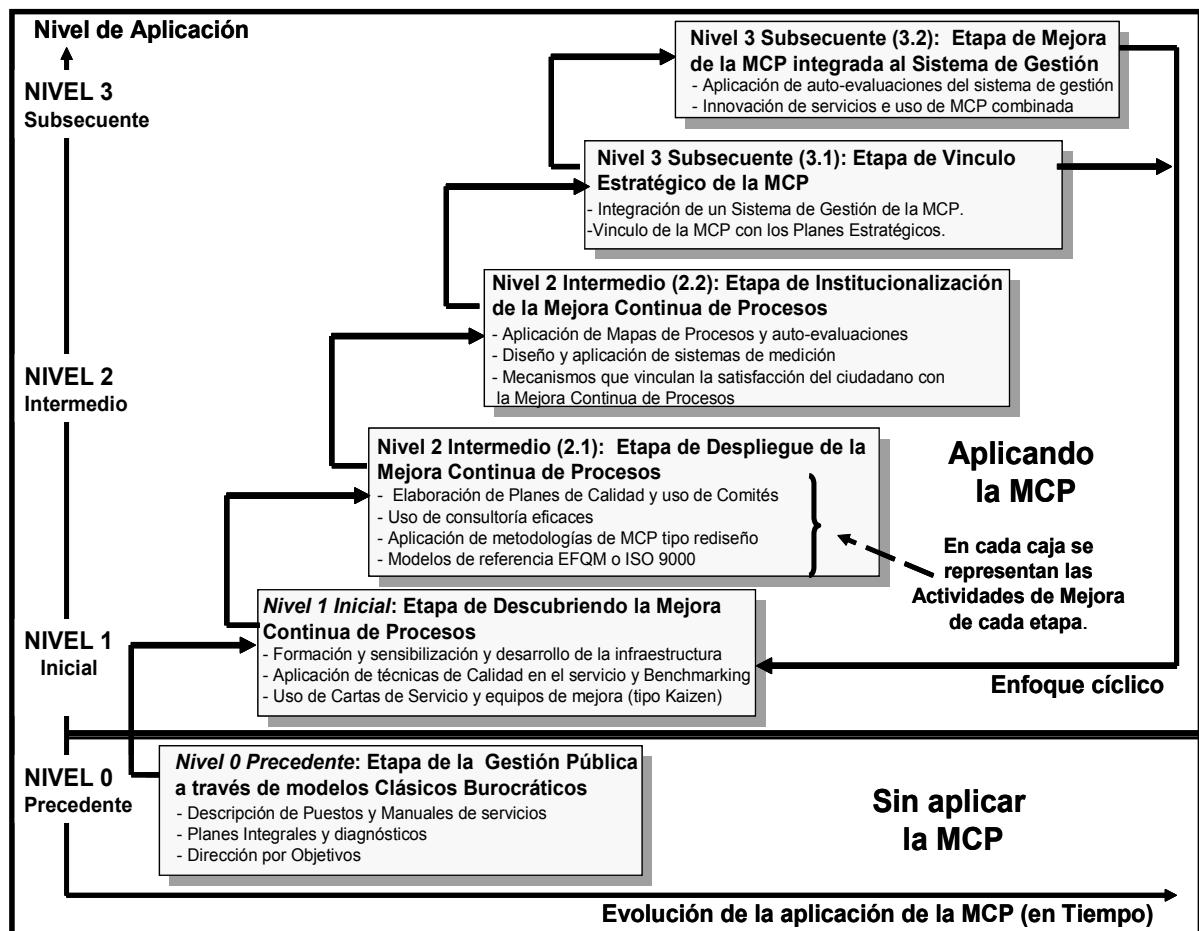 Nivel de Aplicación
NIVEL 3
Subsecuente
Nivel 3 Subsecuente (3.2): Etapa de Mejora
de la MCP integrada al Sistema de Gestión
- Aplicación de auto-evaluaciones del sistema de gestión
- Innovación de servicios e uso de MCP combinada
Nivel 3 Subsecuente (3.1): Etapa de Vinculo
Estratégico de la MCP
- Integración de un Sistema de Gestión de la MCP.
-Vinculo de la MCP con los Planes Estratégicos.
NIVEL 2
Intermedio
Nivel 2 Intermedio (2.2): Etapa de Institucionalización
de la Mejora Continua de Procesos
- Aplicación de Mapas de Procesos y auto-evaluaciones
- Diseño y aplicación de sistemas de medición
- Mecanismos que vinculan la satisfacción del ciudadano con
la Mejora Continua de Procesos
Nivel 2 Intermedio (2.1): Etapa de Despliegue de la
Mejora Continua de Procesos
- Elaboración de Planes de Calidad y uso de Comités
- Uso de consultoría eficaces
- Aplicación de metodologías de MCP tipo rediseño
- Modelos de referencia EFQM o ISO 9000
Aplicando
la MCP
En cada caja se
representan las
Actividades de Mejora
de cada etapa.
NIVEL 1
Inicial
Nivel 1 Inicial: Etapa de Descubriendo la Mejora
Continua de Procesos
- Formación y sensibilización y desarrollo de la infraestructura
- Aplicación de técnicas de Calidad en el servicio y Benchmarking
- Uso de Cartas de Servicio y equipos de mejora (tipo Kaizen)
Enfoque cíclico
NIVEL 0
Precedente
Nivel 0 Precedente: Etapa de la Gestión Pública
a través de modelos Clásicos Burocráticos
- Descripción de Puestos y Manuales de servicios
- Planes Integrales y diagnósticos
- Dirección por Objetivos
Sin aplicar
la MCP
Evolución de la aplicación de la MCP (en Tiempo)